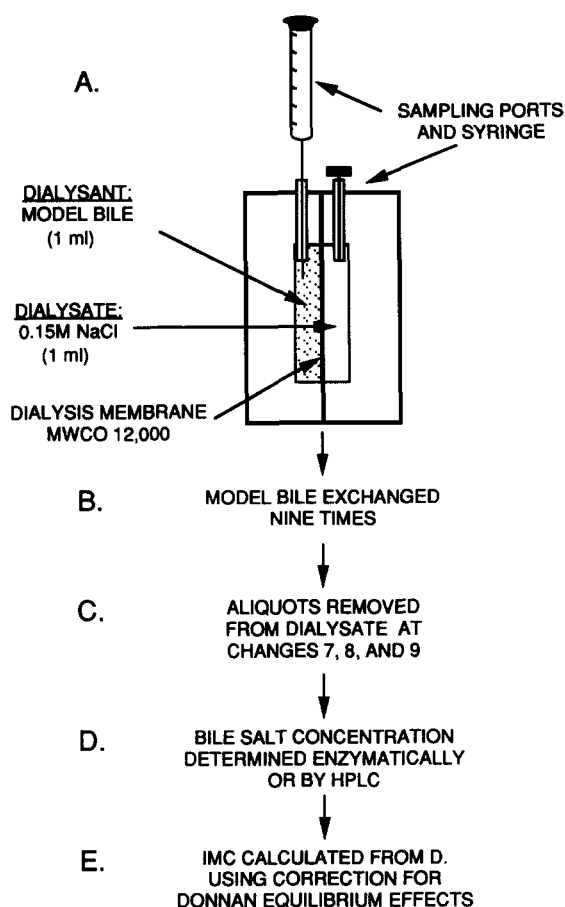 A.
SAMPLING PORTS
AND SYRINGE
DIALYSANT:
MODEL BILE
(1 ml)
DIALYSATE:
0.15M NaCl
(1 ml)
DIALYSIS MEMBRANE
MWCO 12,000
B.
MODEL BILE EXCHANGED
NINE TIMES
C.
ALIQUOTS REMOVED
FROM DIALYSATE AT
CHANGES 7, 8, AND 9
D.
BILE SALT CONCENTRATION
DETERMINED ENZYMATICALLY
OR BY HPLC
E.
IMC CALCULATED FROM D.
USING CORRECTION FOR
DONNAN EQUILIBRIUM EFFECTS